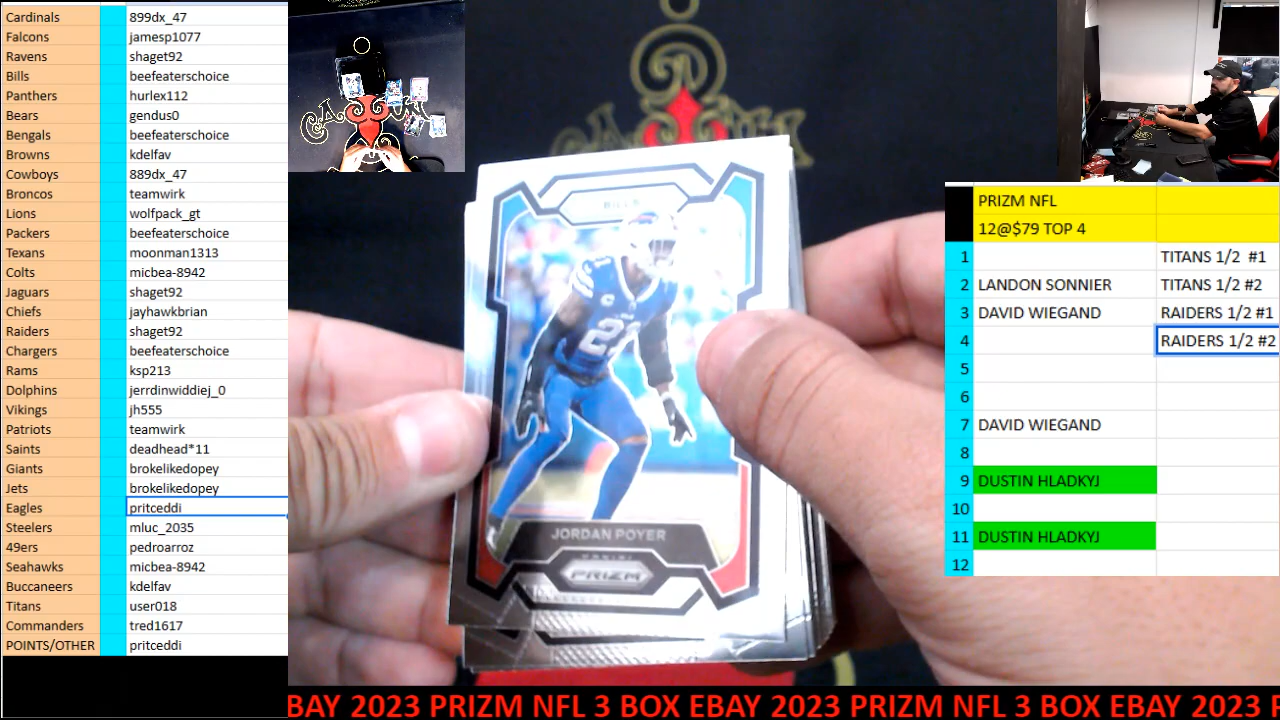 Cardinals 899dx_47
Falcons jamesp1077
Ravens shaget92
Bills beefeaterschoice
Panthers hurlex112
Bears gendus0
Bengals beefeaterschoice
Browns kdelfav
Cowboys 889dx_47
Broncos teamwirk
Lions wolfpack_gt
Packers beefeaterschoice
Texans moonman1313
Colts micbea-8942
Jaguars shaget92
Chiefs jayhawkbrian
Raiders shaget92
Chargers beefeaterschoice
Rams ksp213
Dolphins jerrdinwiddiej_0
Vikings jh555
Patriots teamwirk
Saints deadhead*11
Giants brokelikedopey
Jets brokelikedopey
Eagles pritceddi
Steelers mluc_2035
49ers pedroarroz
Seahawks micbea-8942
Buccaneers kdelfav
Titans user018
Commanders tred1617
POINTS/OTHER pritceddi
BILLS
21
JORDAN POYER
PANINI
PRIZM
PRIZM NFL
12@$79 TOP 4
1 TITANS 1/2 #1
2 LANDON SONNIER TITANS 1/2 #2
3 DAVID WIEGAND RAIDERS 1/2 #1
4 RAIDERS 1/2 #2
5
6
7 DAVID WIEGAND
8
9 DUSTIN HLADKYJ
10
11 DUSTIN HLADKYJ
12
BAY 2023 PRIZM NFL 3 BOX EBAY 2023 PRIZM NFL 3 BOX EBAY 2023 P